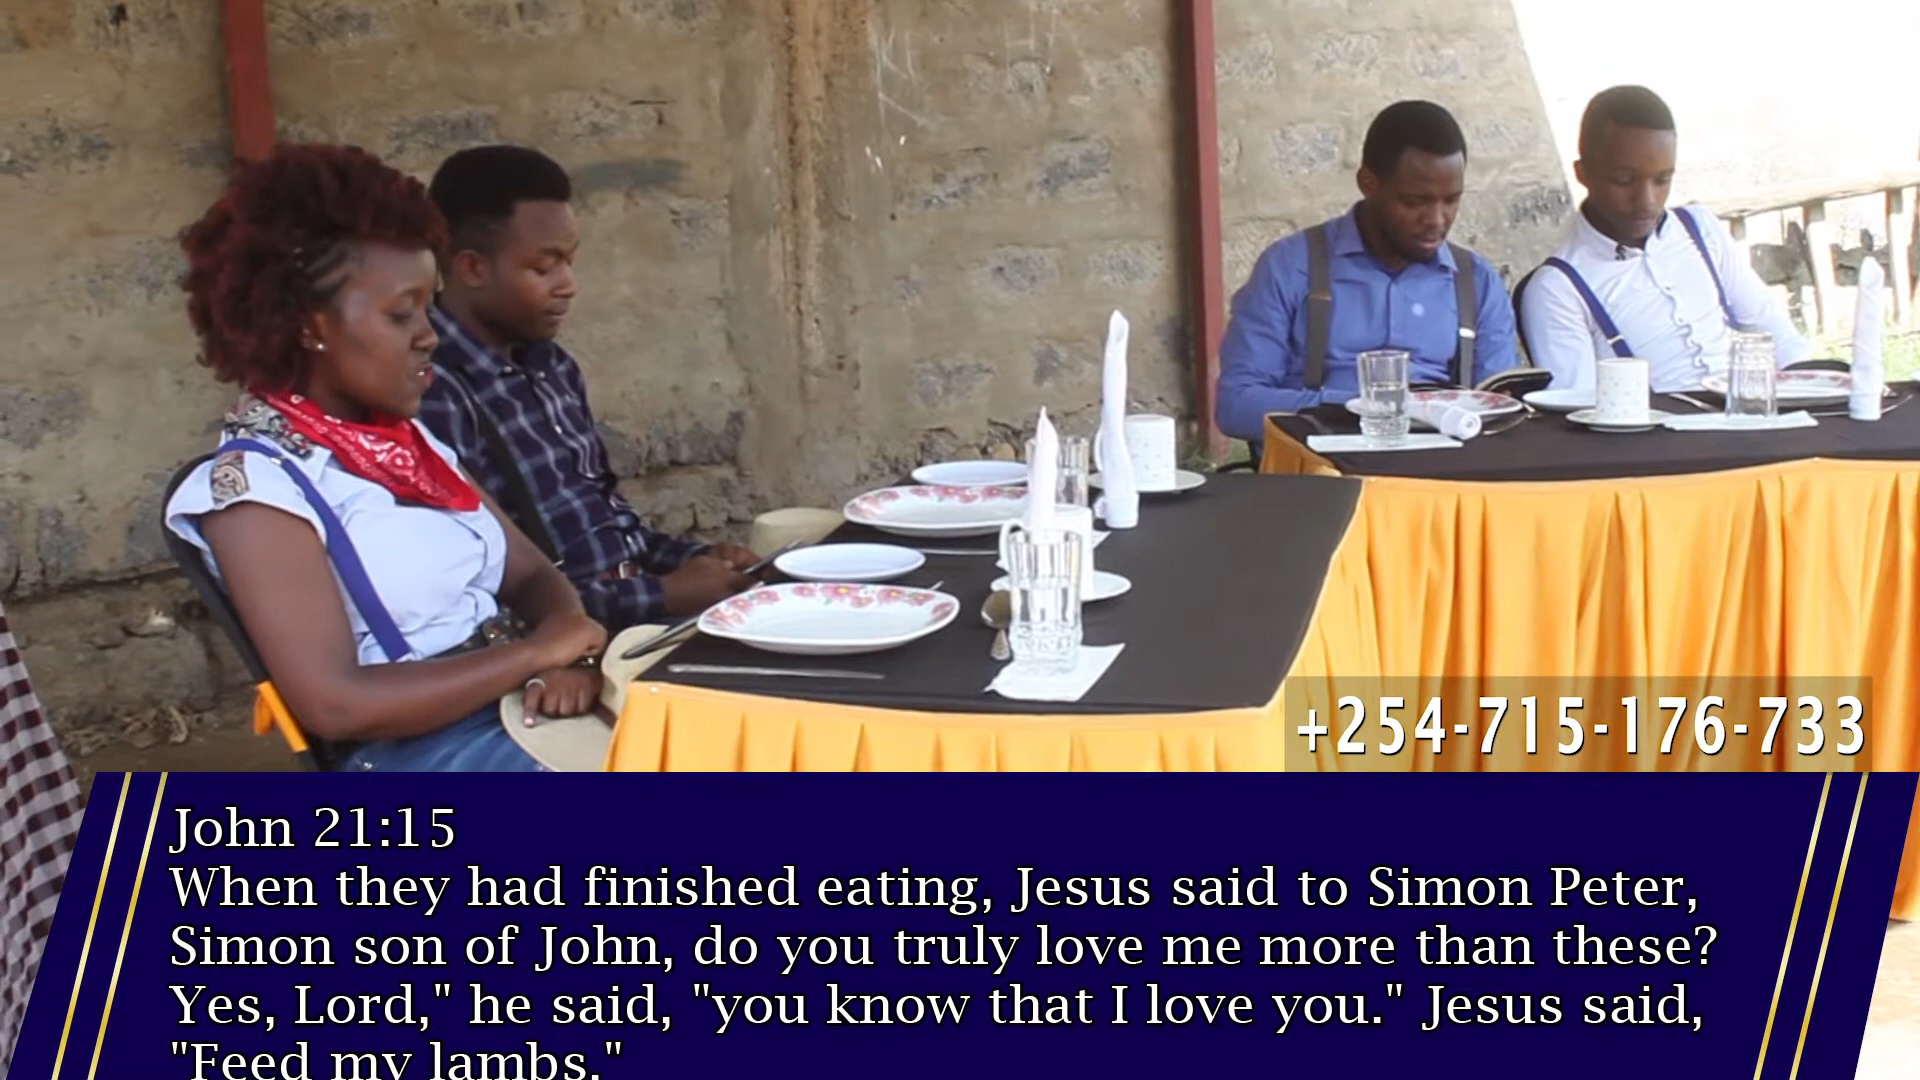 +254-715-176-733
John 21:15
When they had finished eating, Jesus said to Simon Peter,
Simon son of John, do you truly love me more than these?
Yes, Lord," he said, "you know that I love you." Jesus said,
"Feed my lambs."